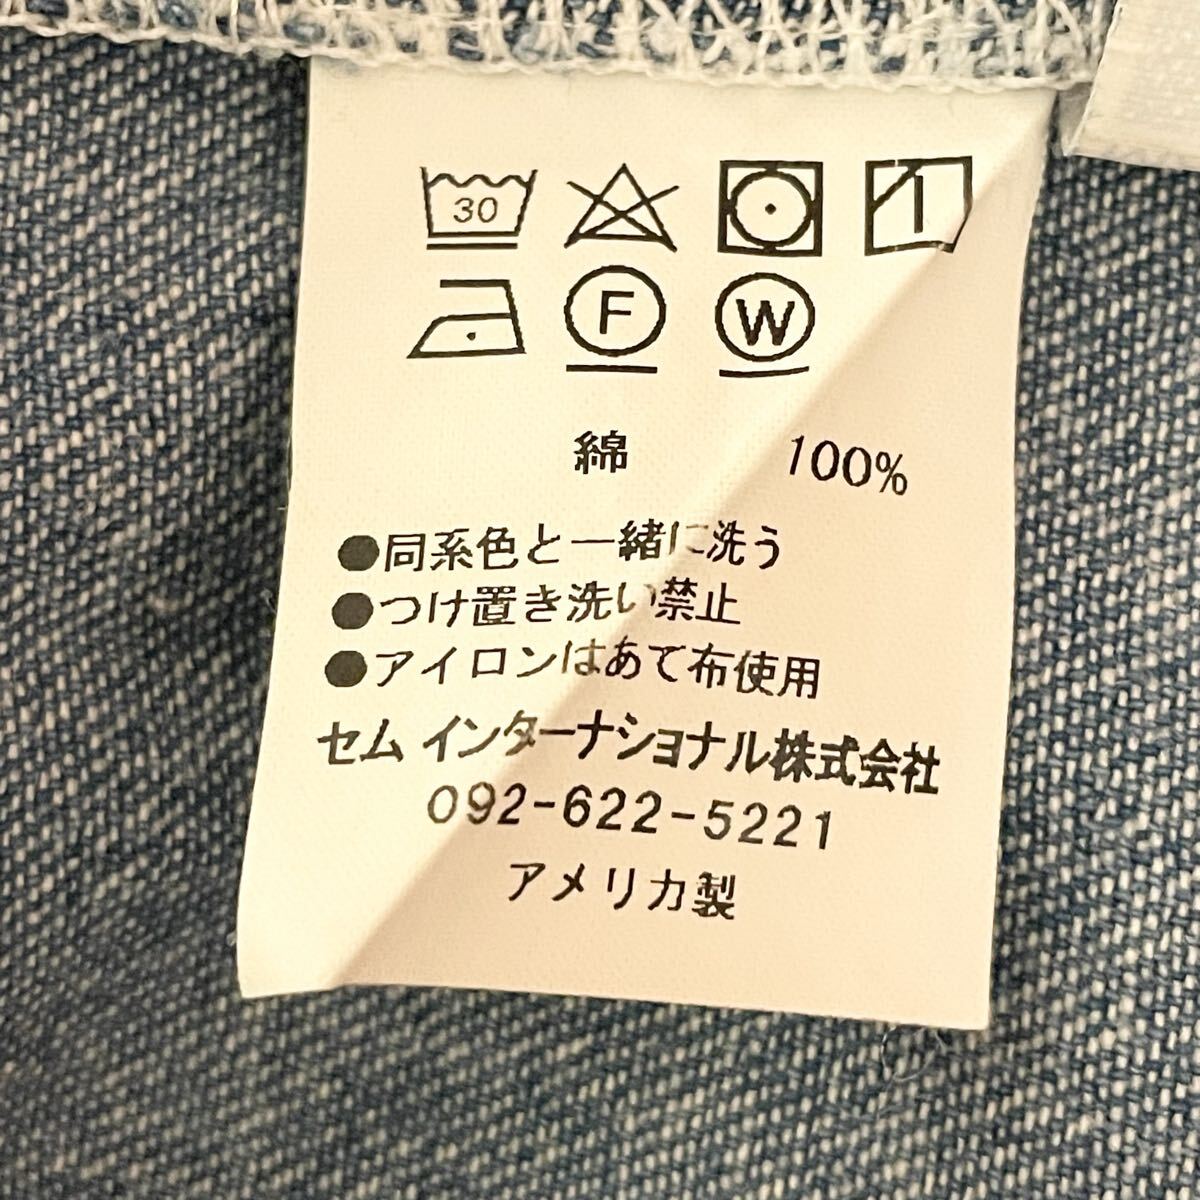 30
F W
綿 100%
●同系色と一緒に洗う
●つけ置き洗い禁止
●アイロンはあて布使用
セム インターナショナル株式会社
092-622-5221
アメリカ製